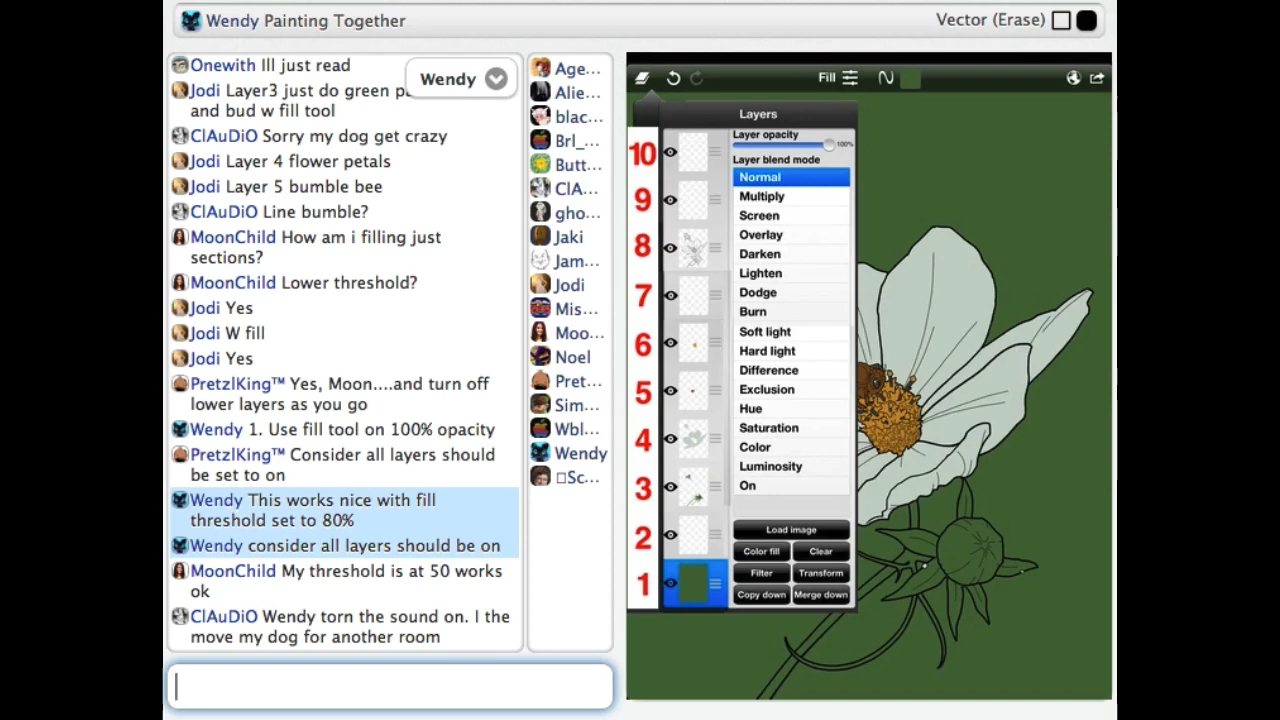 Wendy Painting Together
Vector (Erase)
Onewith Ill just read
Wendy
Jodi Layer3 just do green p
and bud w fill tool
ClAuDiO Sorry my dog get crazy
Jodi Layer 4 flower petals
Jodi Layer 5 bumble bee
ClAuDiO Line bumble?
MoonChild How am i filling just
sections?
MoonChild Lower threshold?
Jodi Yes
Jodi W fill
Jodi Yes
PretzlKing™ Yes, Moon....and turn off
lower layers as you go
Wendy 1. Use fill tool on 100% opacity
PretzlKing™ Consider all layers should
be set to on
Wendy This works nice with fill
threshold set to 80%
Wendy consider all layers should be on
MoonChild My threshold is at 50 works
ok
ClAuDiO Wendy torn the sound on. I the
move my dog for another room
Age...
Alie...
blac...
Brl_...
Butt...
ClA...
gho...
Jaki
Jam...
Jodi
Mis...
Moo...
Noel
Pret...
Sim...
Wbl...
Wendy
□Sc...
Fill
Layers
10
9
8
7
6
5
4
3
2
1
Layer opacity
100%
Layer blend mode
Normal
Multiply
Screen
Overlay
Darken
Lighten
Dodge
Burn
Soft light
Hard light
Difference
Exclusion
Hue
Saturation
Color
Luminosity
On
Load image
Color fill Clear
Filter Transform
Copy down Merge down